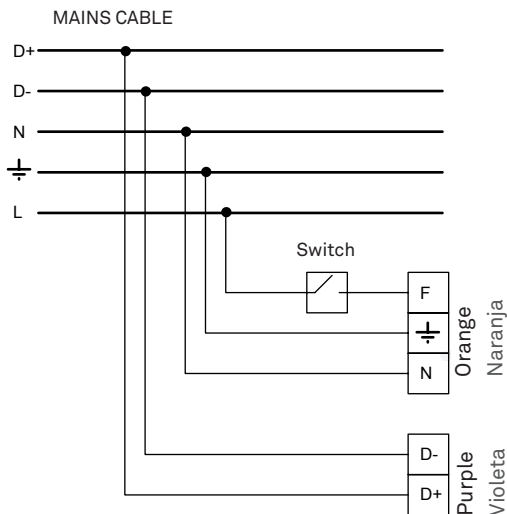 MAINS CABLE
D+
D-
N
L
Switch
F
N
Orange
Naranja
D-
D+
Purple
Violeta